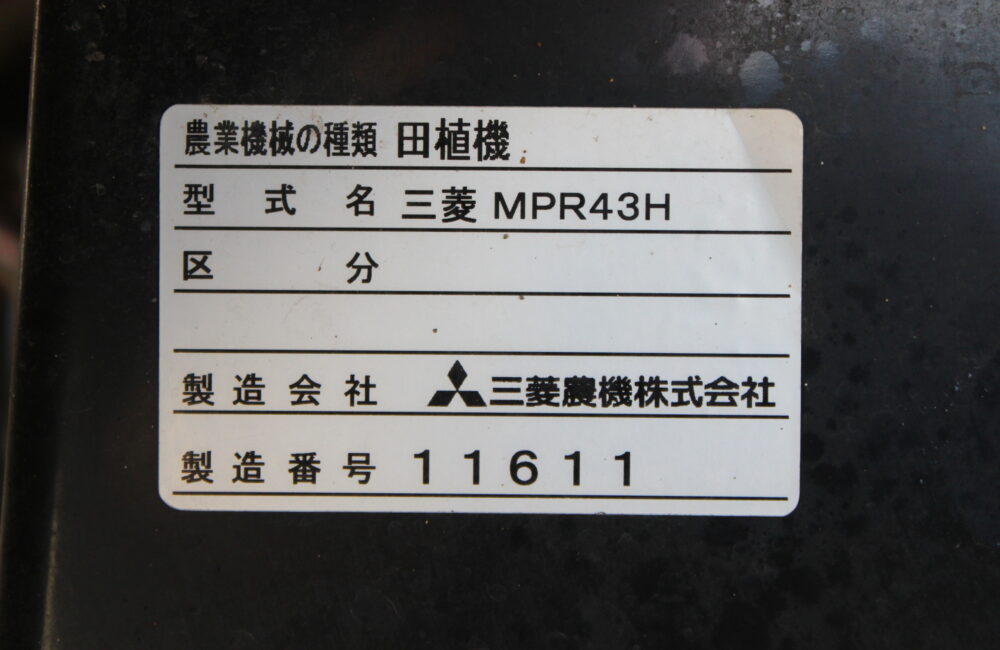 農業機械の種類 田植機
型式名 三菱 MPR43H
区分
製造会社 三菱農機株式会社
製造番号 11611